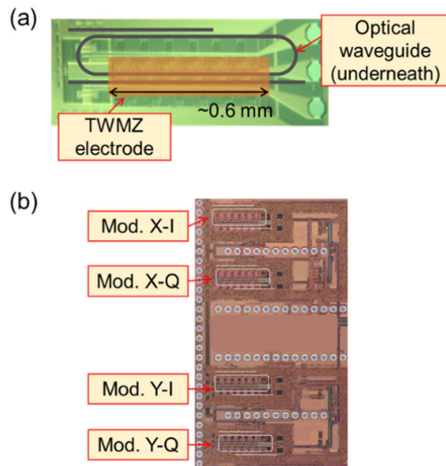 (a)
Optical
waveguide
(underneath)
~0.6 mm
TWMZ
electrode
(b)
Mod. X-I
Mod. X-Q
Mod. Y-I
Mod. Y-Q